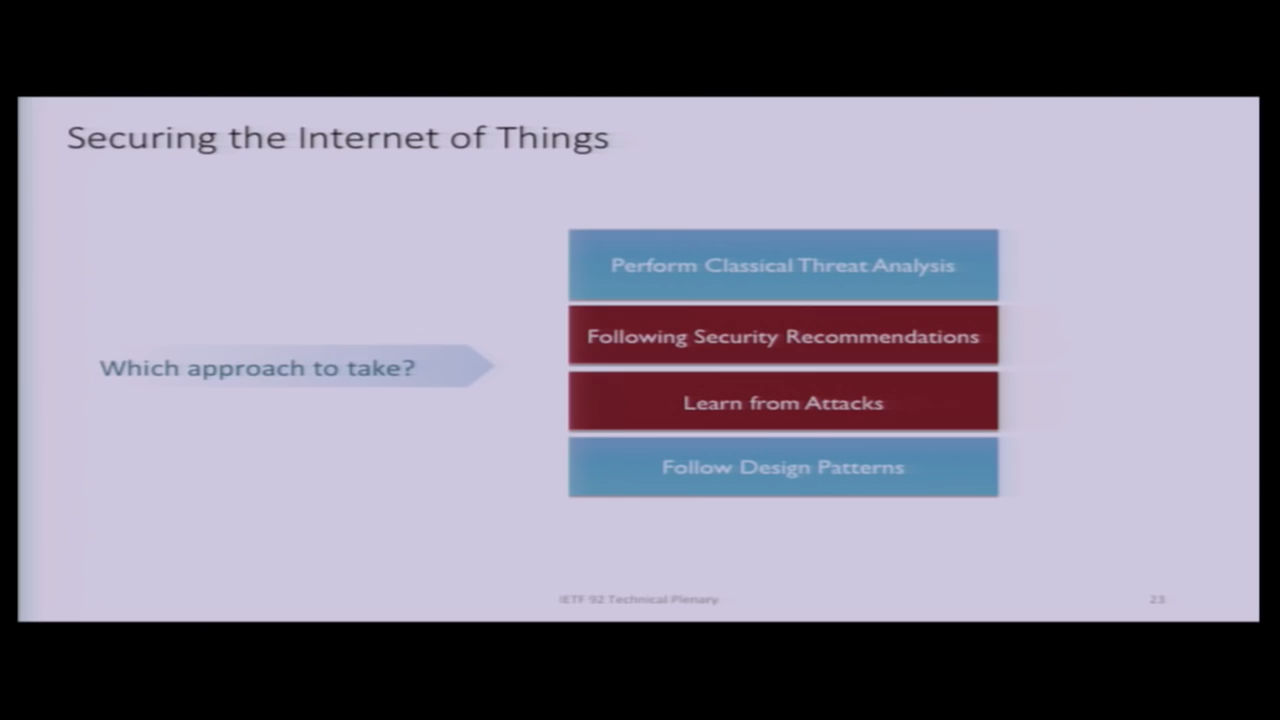 Securing the Internet of Things
Perform Classical Threat Analysis
Following Security Recommendations
Which approach to take?
Learn from Attacks
Follow Design Patterns
IETF 92 Technical Plenary
23